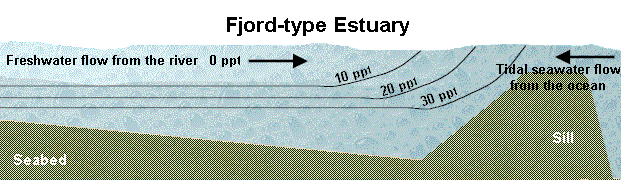 Fjord-type Estuary
Freshwater flow from the river 0 ppt
Tidal seawater flow
from the ocean
10 ppt
20 ppt
30 ppt
Sill
Seabed